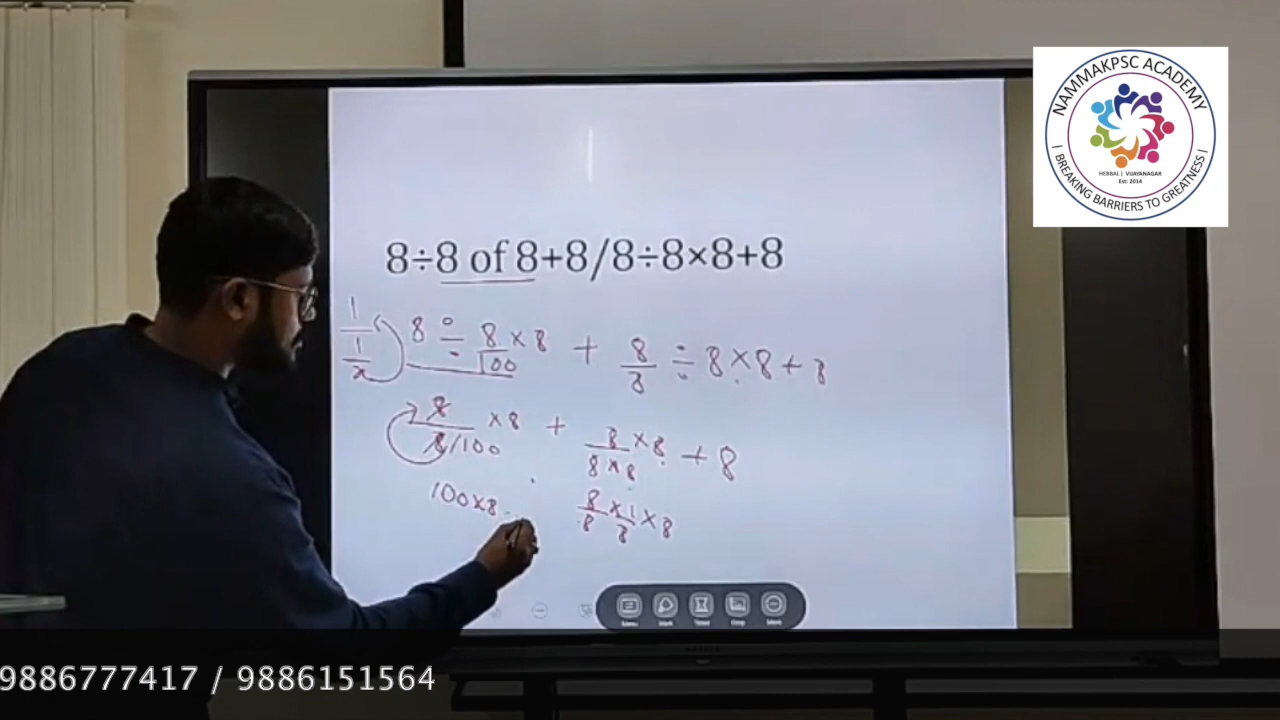 NAMMAKPSC ACADEMY
HEBBAL | VIJAYANAGAR
Est: 2014
| BREAKING BARRIERS TO GREATNESS |
8÷8 of 8+8/8÷8×8+8
8 ÷ 8/100 × 8 + 8/8 ÷ 8 × 8 + 8
8/8/100 × 8 + 8/8×8 × 8 + 8
100×8 8/8 × 1/8 × 8
Menu
More
9886777417 / 9886151564